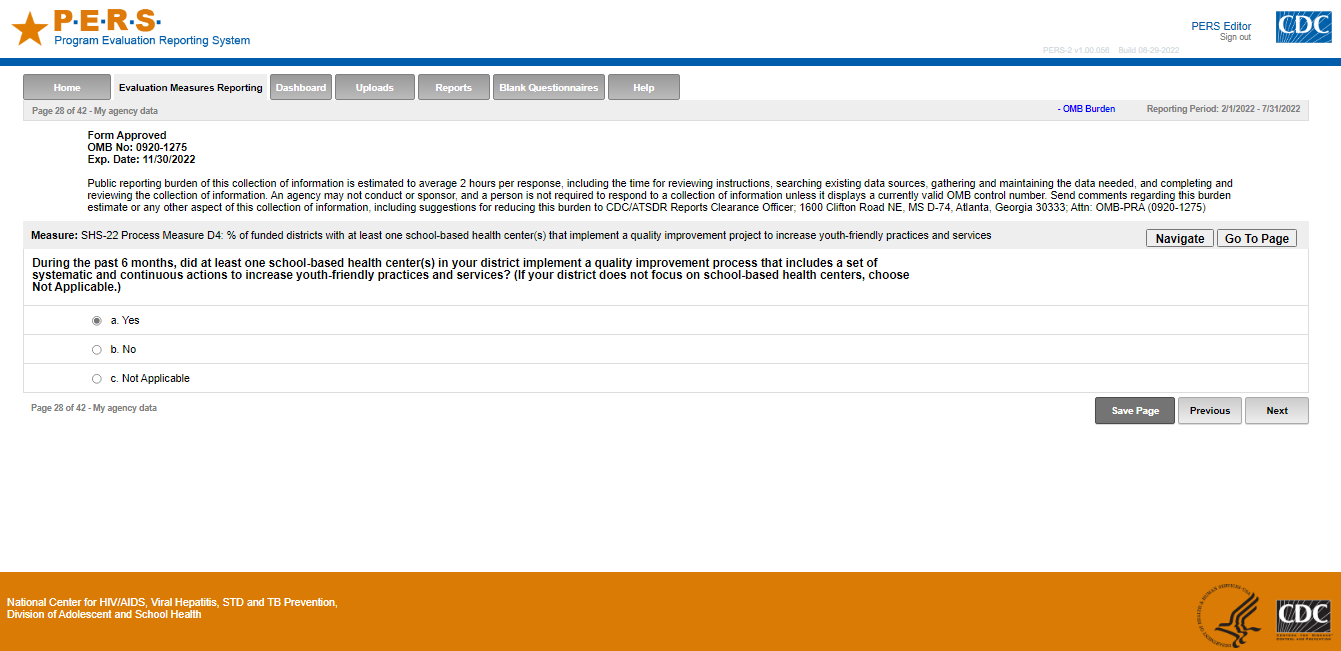 P·E·R·S·
Program Evaluation Reporting System
PERS Editor
Sign out
CDC
PERS-2 v1.00.056 Build 08-29-2022
Home Evaluation Measures Reporting Dashboard Uploads Reports Blank Questionnaires Help
Page 28 of 42 - My agency data - OMB Burden Reporting Period: 2/1/2022 - 7/31/2022
Form Approved
OMB No: 0920-1275
Exp. Date: 11/30/2022
Public reporting burden of this collection of information is estimated to average 2 hours per response, including the time for reviewing instructions, searching existing data sources, gathering and maintaining the data needed, and completing and
reviewing the collection of information. An agency may not conduct or sponsor, and a person is not required to respond to a collection of information unless it displays a currently valid OMB control number. Send comments regarding this burden
estimate or any other aspect of this collection of information, including suggestions for reducing this burden to CDC/ATSDR Reports Clearance Officer; 1600 Clifton Road NE, MS D-74, Atlanta, Georgia 30333; Attn: OMB-PRA (0920-1275)
Measure: SHS-22 Process Measure D4: % of funded districts with at least one school-based health center(s) that implement a quality improvement project to increase youth-friendly practices and services
Navigate Go To Page
During the past 6 months, did at least one school-based health center(s) in your district implement a quality improvement process that includes a set of
systematic and continuous actions to increase youth-friendly practices and services? (If your district does not focus on school-based health centers, choose
Not Applicable.)
a. Yes
b. No
c. Not Applicable
Page 28 of 42 - My agency data
Save Page Previous Next
National Center for HIV/AIDS, Viral Hepatitis, STD and TB Prevention,
Division of Adolescent and School Health
CDC